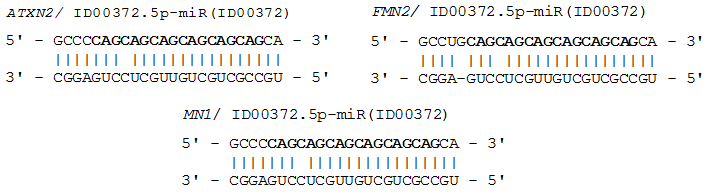 ATXN2/ ID00372.5p-miR(ID00372)
5' - GCCCCAGCAGCAGCAGCAGCAGCA - 3'
3' - CGGAGUCCUCGUUGUCGUCGCCGU - 5'
FMN2/ ID00372.5p-miR(ID00372)
5' - GCCUGCAGCAGCAGCAGCAGCAGCA - 3'
3' - CGGA-GUCCUCGUUGUCGUCGCCGU - 5'
MN1/ ID00372.5p-miR(ID00372)
5' - GCCCCAGCAGCAGCAGCAGCAGCA - 3'
3' - CGGAGUCCUCGUUGUCGUCGCCGU - 5'